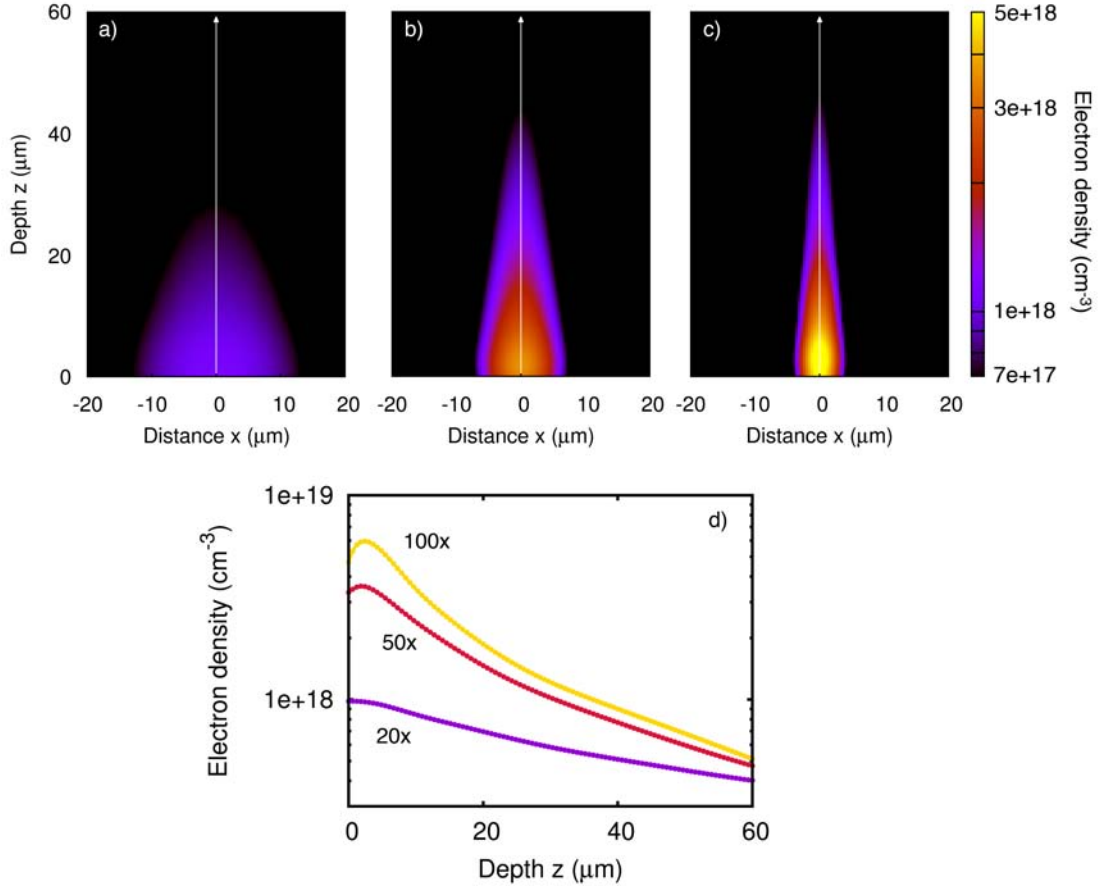 60
40
20
0
Depth z (μm)
a)
b)
c)
-20 -10 0 10 20
-20 -10 0 10 20
-20 -10 0 10 20
Distance x (μm)
Distance x (μm)
Distance x (μm)
5e+18
3e+18
1e+18
7e+17
Electron density (cm-3)
1e+19
1e+18
Electron density (cm-3)
d)
100x
50x
20x
0 20 40 60
Depth z (μm)